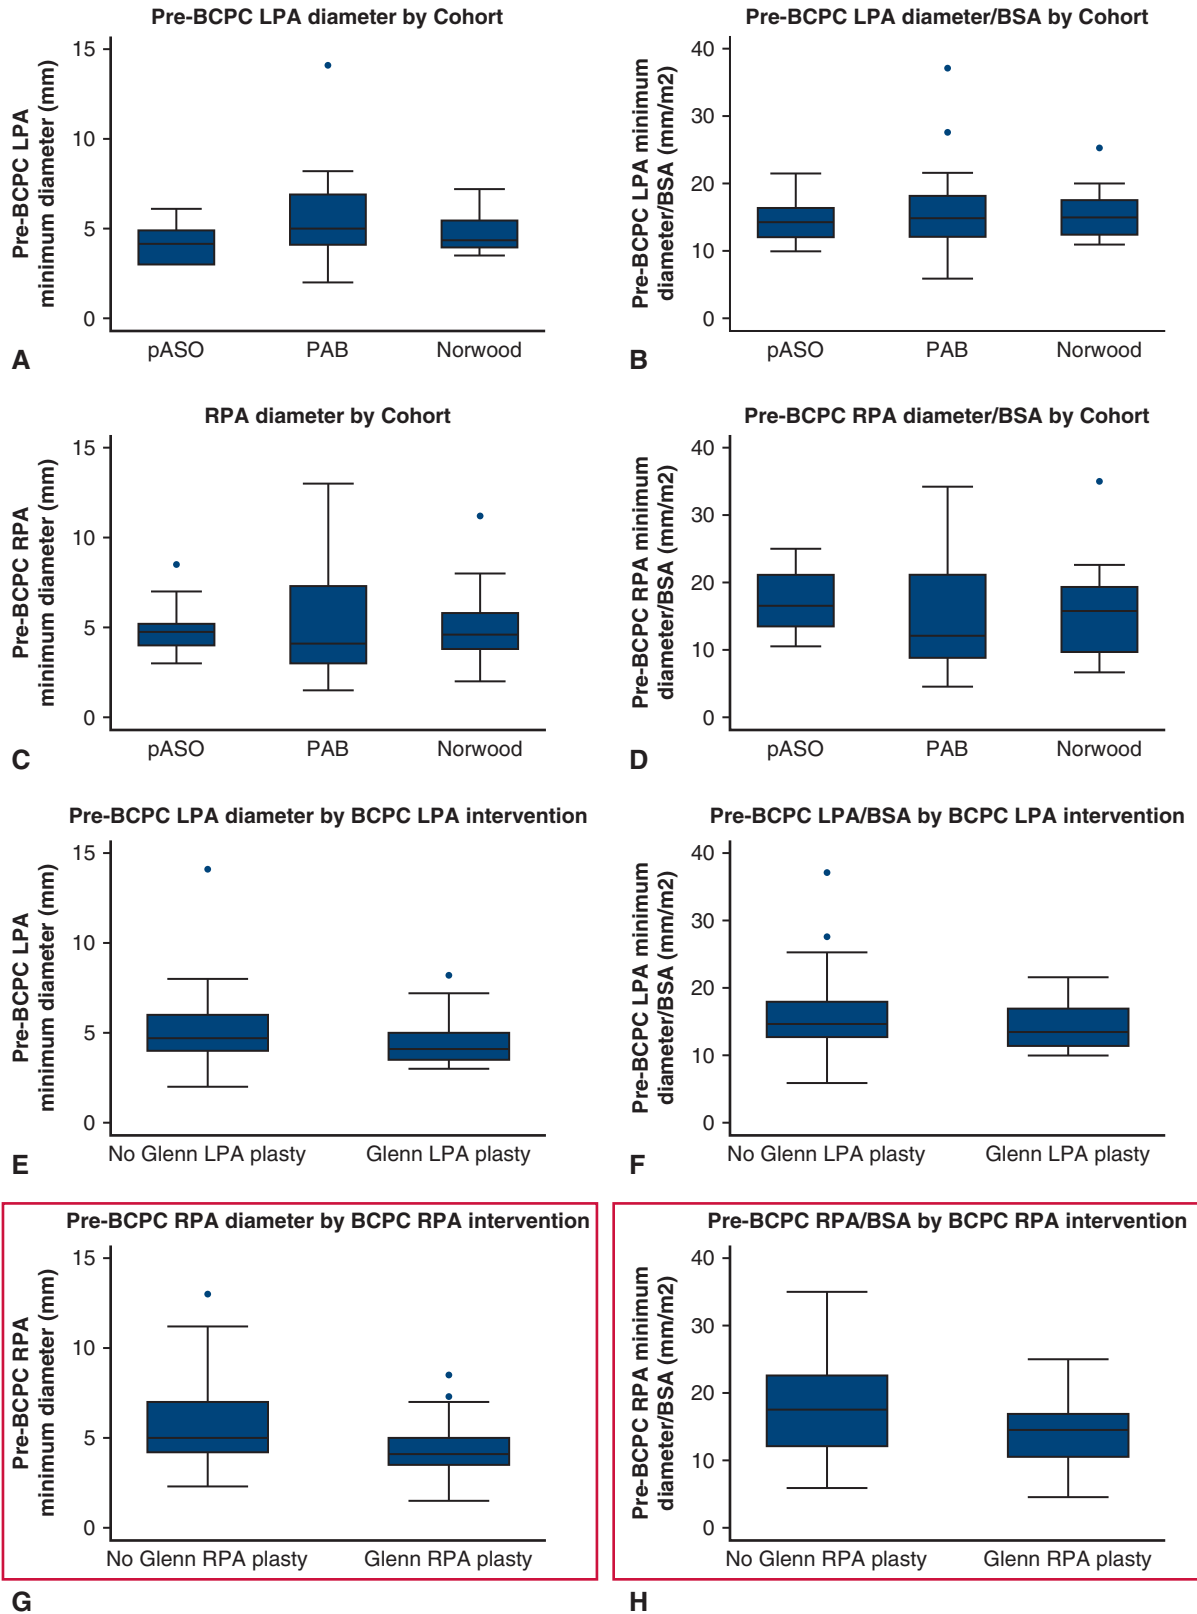 Pre-BCPC LPA diameter by Cohort
Pre-BCPC LPA
minimum diameter (mm)
15
10
5
0
pASO PAB Norwood
A
Pre-BCPC LPA diameter/BSA by Cohort
Pre-BCPC LPA minimum
diameter/BSA (mm/m2)
40
30
20
10
0
pASO PAB Norwood
B
RPA diameter by Cohort
Pre-BCPC RPA
minimum diameter (mm)
15
10
5
0
pASO PAB Norwood
C
Pre-BCPC RPA diameter/BSA by Cohort
Pre-BCPC RPA minimum
diameter/BSA (mm/m2)
40
30
20
10
0
pASO PAB Norwood
D
Pre-BCPC LPA diameter by BCPC LPA intervention
Pre-BCPC LPA
minimum diameter (mm)
15
10
5
0
No Glenn LPA plasty Glenn LPA plasty
E
Pre-BCPC LPA/BSA by BCPC LPA intervention
Pre-BCPC LPA minimum
diameter/BSA (mm/m2)
40
30
20
10
0
No Glenn LPA plasty Glenn LPA plasty
F
Pre-BCPC RPA diameter by BCPC RPA intervention
Pre-BCPC RPA
minimum diameter (mm)
15
10
5
0
No Glenn RPA plasty Glenn RPA plasty
G
Pre-BCPC RPA/BSA by BCPC RPA intervention
Pre-BCPC RPA minimum
diameter/BSA (mm/m2)
40
30
20
10
0
No Glenn RPA plasty Glenn RPA plasty
H